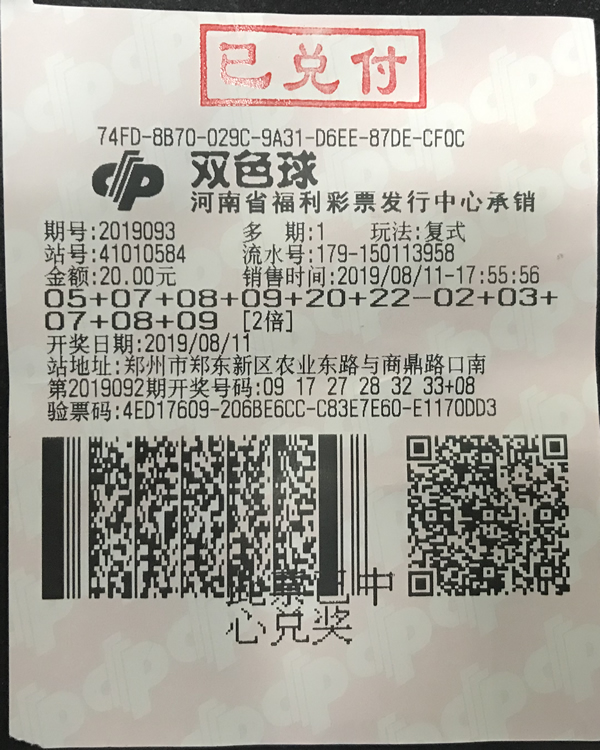 已兑付
74FD-8B70-029C-9A31-D6EE-87DE-CF0C
双色球
河南省福利彩票发行中心承销
期号:2019093 多 期:1 玩法:复式
站号:41010584 流水号:179-150113958
金额:20.00元 销售时间:2019/08/11-17:55:56
05+07+08+09+20+22-02+03+
07+08+09 [2倍]
开奖日期:2019/08/11
站地址:郑州市郑东新区农业东路与商鼎路口南
第2019092期开奖号码:09 17 27 28 32 33+08
验票码:4ED17609-206BE6CC-C83E7E60-E1170DD3
此票已中
心兑奖